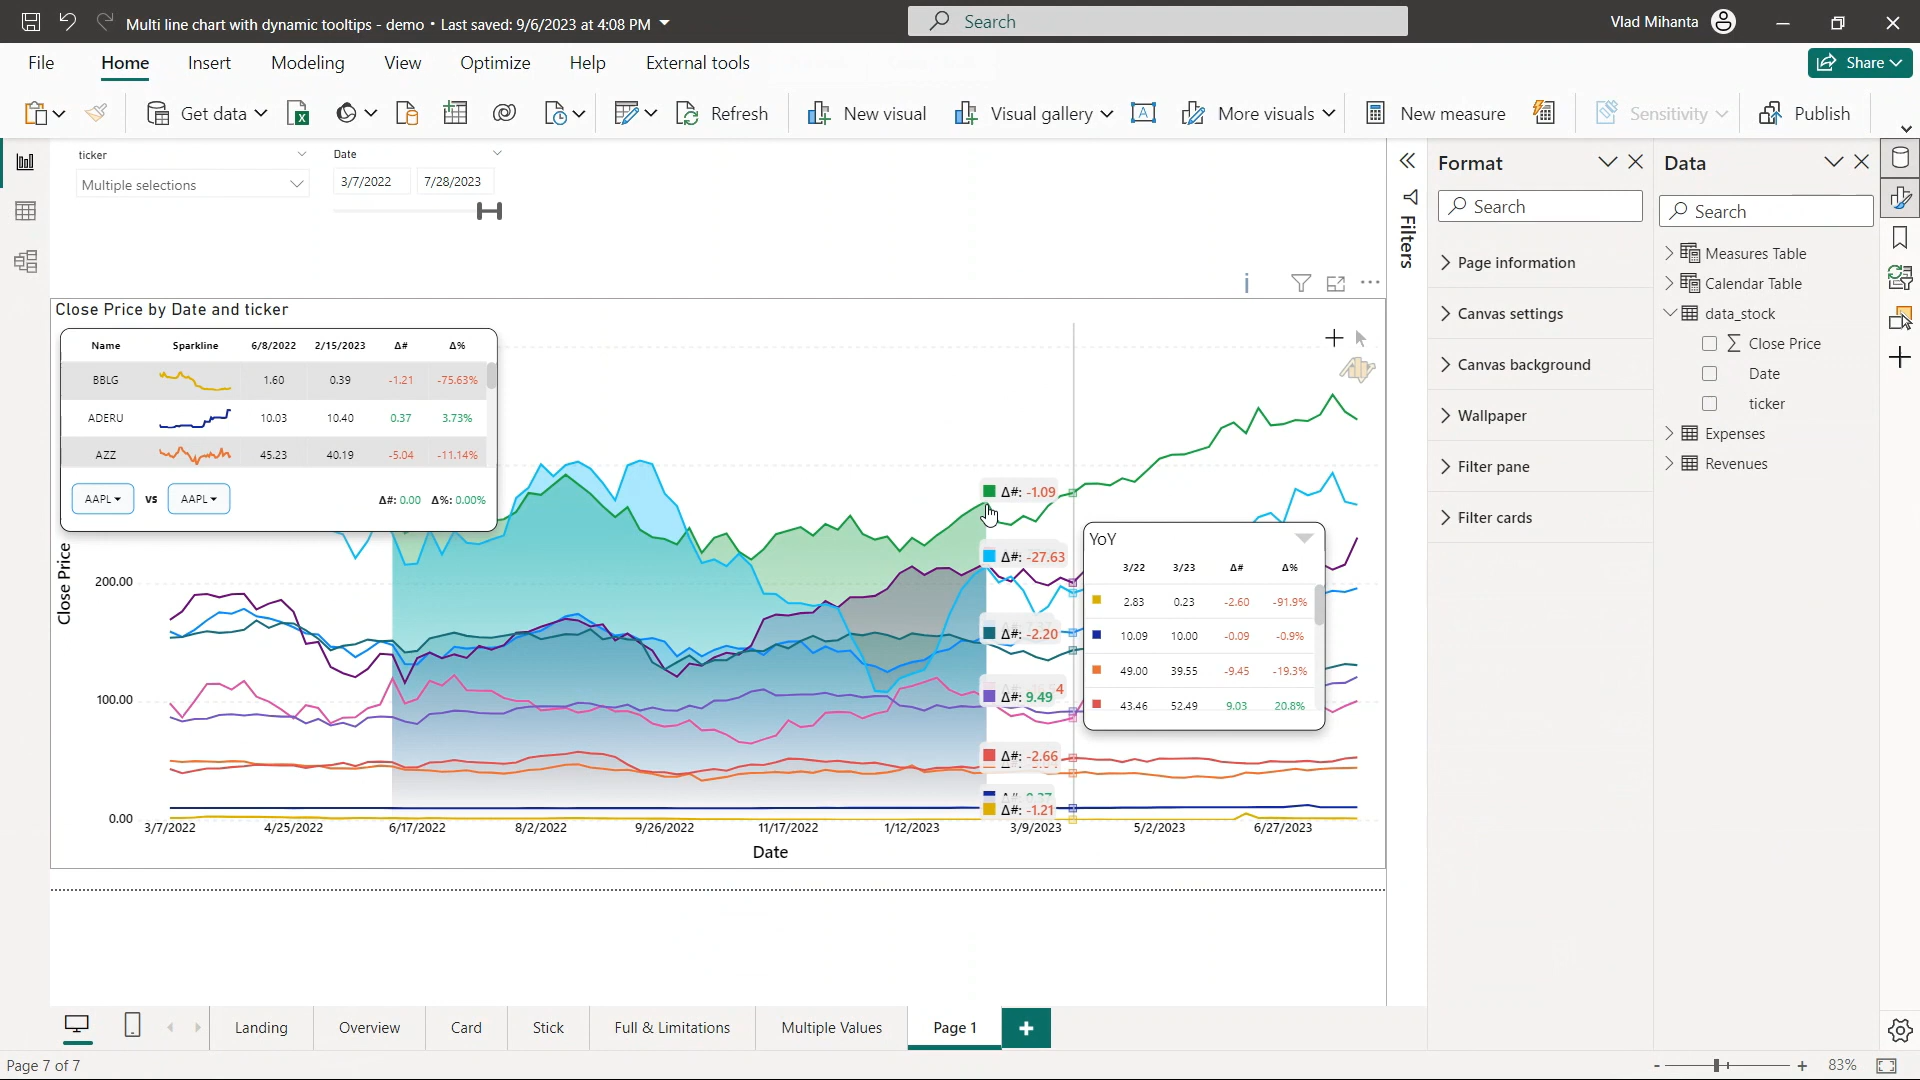 Multi line chart with dynamic tooltips - demo • Last saved: 9/6/2023 at 4:08 PM
Search
Vlad Mihanta
File
Home
Insert
Modeling
View
Optimize
Help
External tools
Share
Get data
Refresh
New visual
Visual gallery
More visuals
New measure
Sensitivity
Publish
ticker
Multiple selections
Date
3/7/2022
7/28/2023
Close Price by Date and ticker
Name Sparkline 6/8/2022 2/15/2023 Δ# Δ%
BBLG 1.60 0.39 -1.21 -75.63%
ADERU 10.03 10.40 0.37 3.73%
AZZ 45.23 40.19 -5.04 -11.14%
AAPL vs AAPL Δ#: 0.00 Δ%: 0.00%
Close Price
200.00
100.00
0.00
Δ#: -1.09
Δ#: -27.63
Δ#: -2.20
Δ#: 9.49
Δ#: -2.66
Δ#: -1.21
YoY
3/22 3/23 Δ# Δ%
2.83 0.23 -2.60 -91.9%
10.09 10.00 -0.09 -0.9%
49.00 39.55 -9.45 -19.3%
43.46 52.49 9.03 20.8%
3/7/2022 4/25/2022 6/17/2022 8/2/2022 9/26/2022 11/17/2022 1/12/2023 3/9/2023 5/2/2023 6/27/2023
Date
Filters
Format
Search
Page information
Canvas settings
Canvas background
Wallpaper
Filter pane
Filter cards
Data
Search
Measures Table
Calendar Table
data_stock
Close Price
Date
ticker
Expenses
Revenues
Landing
Overview
Card
Stick
Full & Limitations
Multiple Values
Page 1
Page 7 of 7
83%